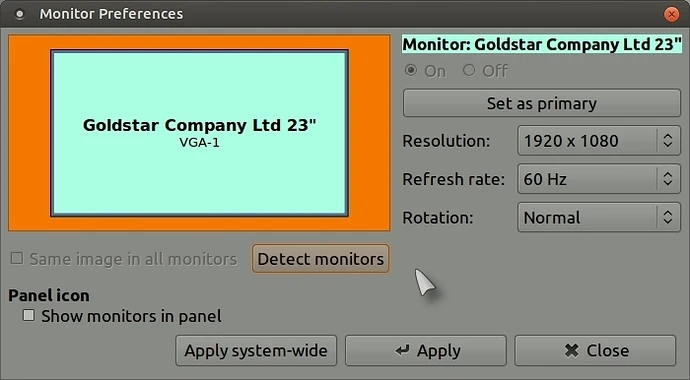 Monitor Preferences
Goldstar Company Ltd 23"
VGA-1
Same image in all monitors
Detect monitors
Panel icon
Show monitors in panel
Monitor: Goldstar Company Ltd 23"
On Off
Set as primary
Resolution: 1920 x 1080
Refresh rate: 60 Hz
Rotation: Normal
Apply system-wide
Apply
Close